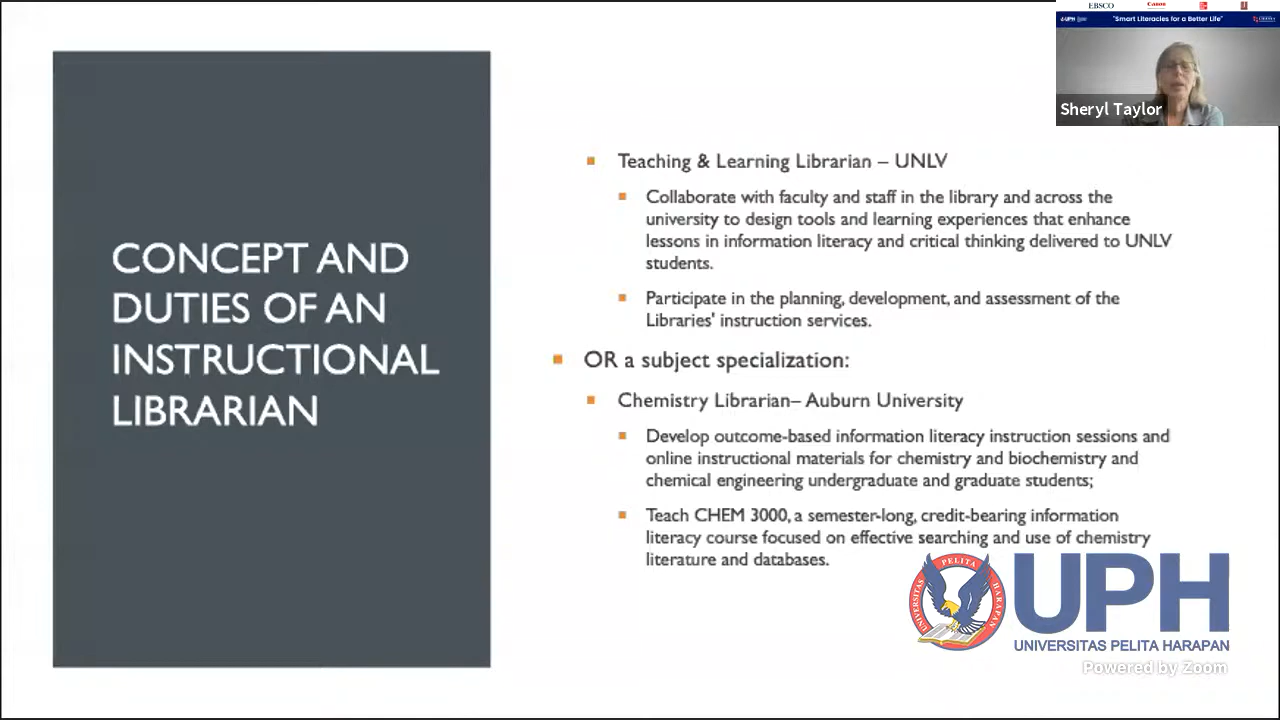 EBSCO
Canon
UPH
"Smart Literacies for a Better Life"
Sheryl Taylor
CONCEPT AND
DUTIES OF AN
INSTRUCTIONAL
LIBRARIAN
Teaching & Learning Librarian – UNLV
Collaborate with faculty and staff in the library and across the
university to design tools and learning experiences that enhance
lessons in information literacy and critical thinking delivered to UNLV
students.
Participate in the planning, development, and assessment of the
Libraries' instruction services.
OR a subject specialization:
Chemistry Librarian– Auburn University
Develop outcome-based information literacy instruction sessions and
online instructional materials for chemistry and biochemistry and
chemical engineering undergraduate and graduate students;
Teach CHEM 3000, a semester-long, credit-bearing information
literacy course focused on effective searching and use of chemistry
literature and databases.
UNIVERSITAS PELITA HARAPAN
UPH
UNIVERSITAS PELITA HARAPAN
Powered by Zoom